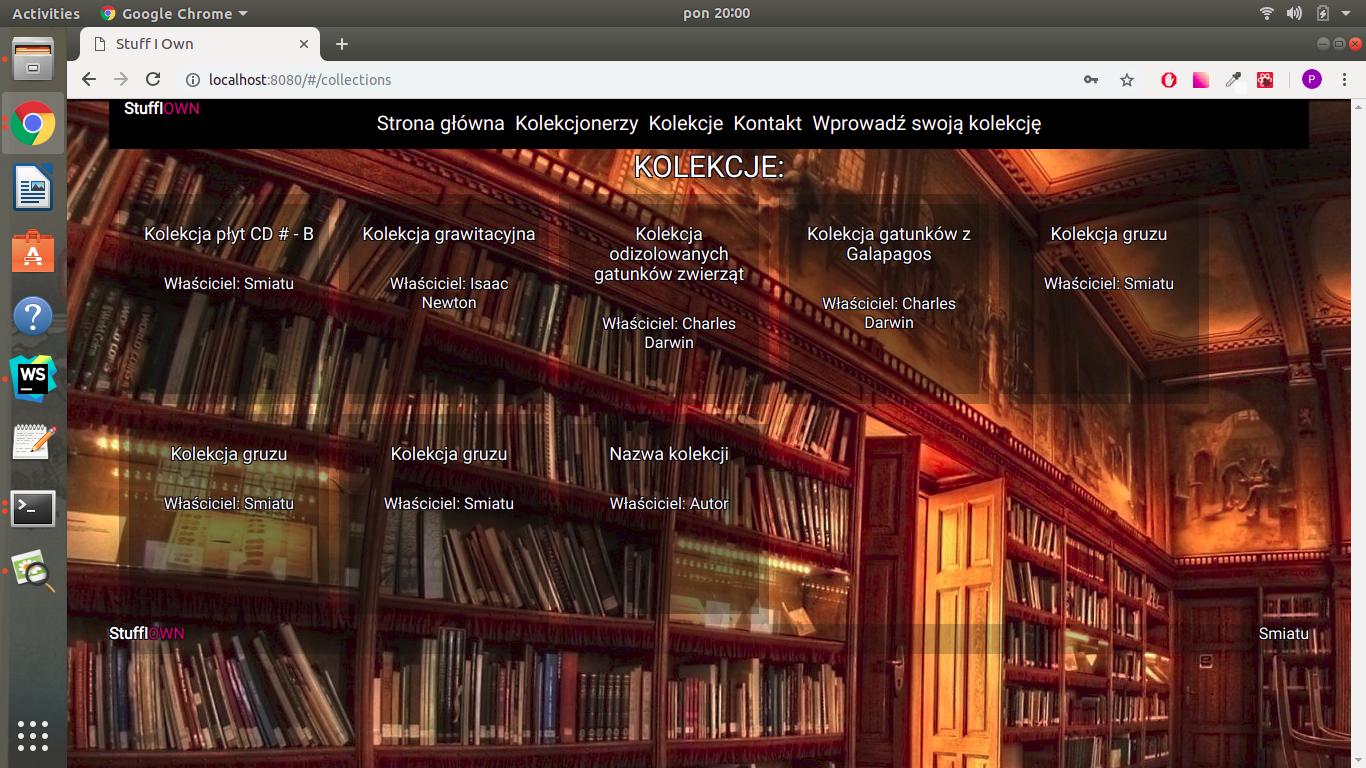 Activities
Google Chrome
pon 20:00
Stuff I Own
localhost:8080/#/collections
P
StuffIOWN
Strona główna Kolekcjonerzy Kolekcje Kontakt Wprowadź swoją kolekcję
KOLEKCJE:
Kolekcja płyt CD # - B
Właściciel: Smiatu
Kolekcja grawitacyjna
Właściciel: Isaac
Newton
Kolekcja
odizolowanych
gatunków zwierząt
Właściciel: Charles
Darwin
Kolekcja gatunków z
Galapagos
Właściciel: Charles
Darwin
Kolekcja gruzu
Właściciel: Smiatu
Kolekcja gruzu
Właściciel: Smiatu
Kolekcja gruzu
Właściciel: Smiatu
Nazwa kolekcji
Właściciel: Autor
StuffIOWN
Smiatu
WS